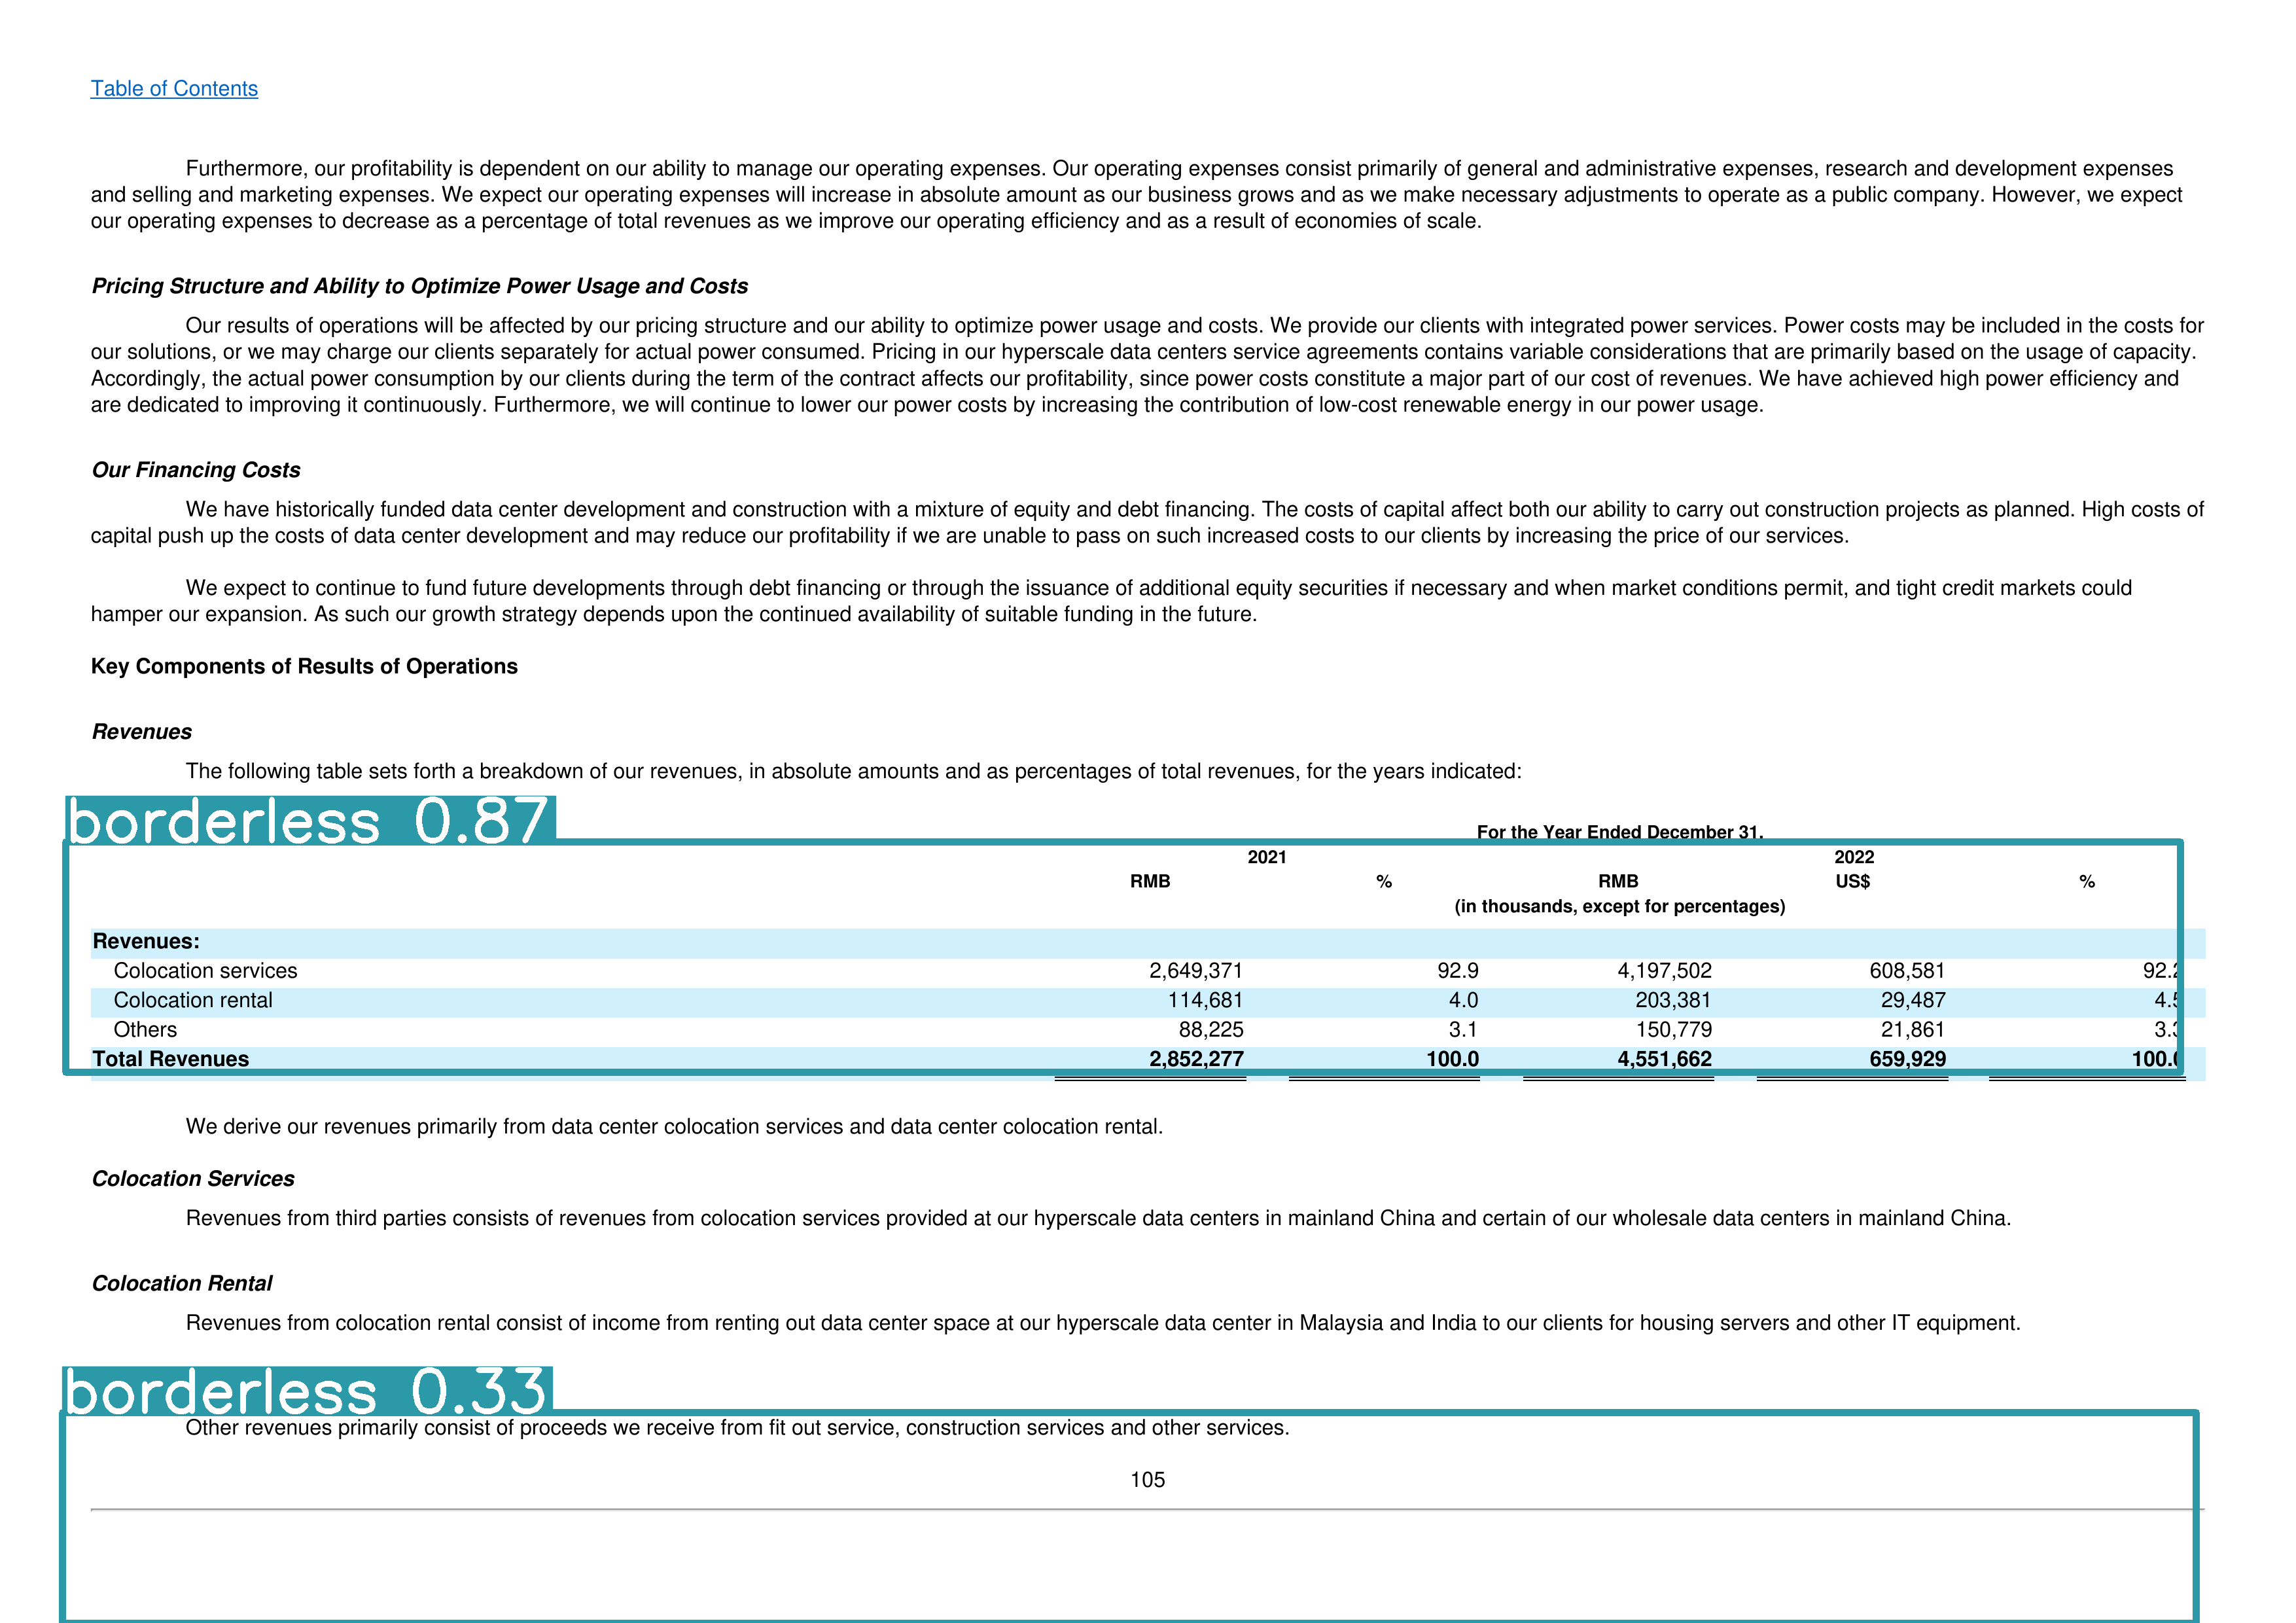 Table of Contents
Furthermore, our profitability is dependent on our ability to manage our operating expenses. Our operating expenses consist primarily of general and administrative expenses, research and development expenses
and selling and marketing expenses. We expect our operating expenses will increase in absolute amount as our business grows and as we make necessary adjustments to operate as a public company. However, we expect
our operating expenses to decrease as a percentage of total revenues as we improve our operating efficiency and as a result of economies of scale.
Pricing Structure and Ability to Optimize Power Usage and Costs
Our results of operations will be affected by our pricing structure and our ability to optimize power usage and costs. We provide our clients with integrated power services. Power costs may be included in the costs for
our solutions, or we may charge our clients separately for actual power consumed. Pricing in our hyperscale data centers service agreements contains variable considerations that are primarily based on the usage of capacity.
Accordingly, the actual power consumption by our clients during the term of the contract affects our profitability, since power costs constitute a major part of our cost of revenues. We have achieved high power efficiency and
are dedicated to improving it continuously. Furthermore, we will continue to lower our power costs by increasing the contribution of low-cost renewable energy in our power usage.
Our Financing Costs
We have historically funded data center development and construction with a mixture of equity and debt financing. The costs of capital affect both our ability to carry out construction projects as planned. High costs of
capital push up the costs of data center development and may reduce our profitability if we are unable to pass on such increased costs to our clients by increasing the price of our services.
We expect to continue to fund future developments through debt financing or through the issuance of additional equity securities if necessary and when market conditions permit, and tight credit markets could
hamper our expansion. As such our growth strategy depends upon the continued availability of suitable funding in the future.
Key Components of Results of Operations
Revenues
The following table sets forth a breakdown of our revenues, in absolute amounts and as percentages of total revenues, for the years indicated:
borderless 0.87
For the Year Ended December 31,
2021 2022
RMB % RMB US$ %
(in thousands, except for percentages)
Revenues:
Colocation services 2,649,371 92.9 4,197,502 608,581 92.2
Colocation rental 114,681 4.0 203,381 29,487 4.5
Others 88,225 3.1 150,779 21,861 3.3
Total Revenues 2,852,277 100.0 4,551,662 659,929 100.0
We derive our revenues primarily from data center colocation services and data center colocation rental.
Colocation Services
Revenues from third parties consists of revenues from colocation services provided at our hyperscale data centers in mainland China and certain of our wholesale data centers in mainland China.
Colocation Rental
Revenues from colocation rental consist of income from renting out data center space at our hyperscale data center in Malaysia and India to our clients for housing servers and other IT equipment.
borderless 0.33
Other revenues primarily consist of proceeds we receive from fit out service, construction services and other services.
105